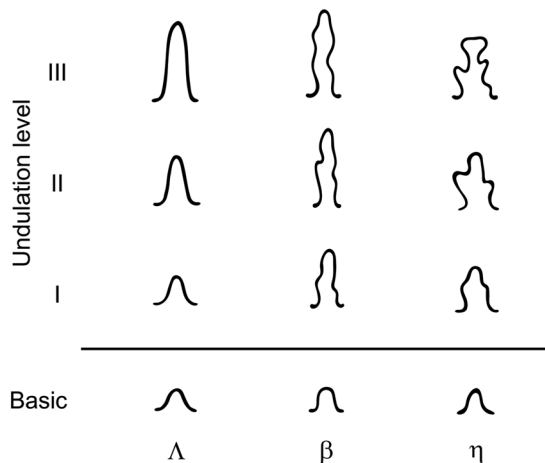 Undulation level
III
II
I
Basic
Λ β η